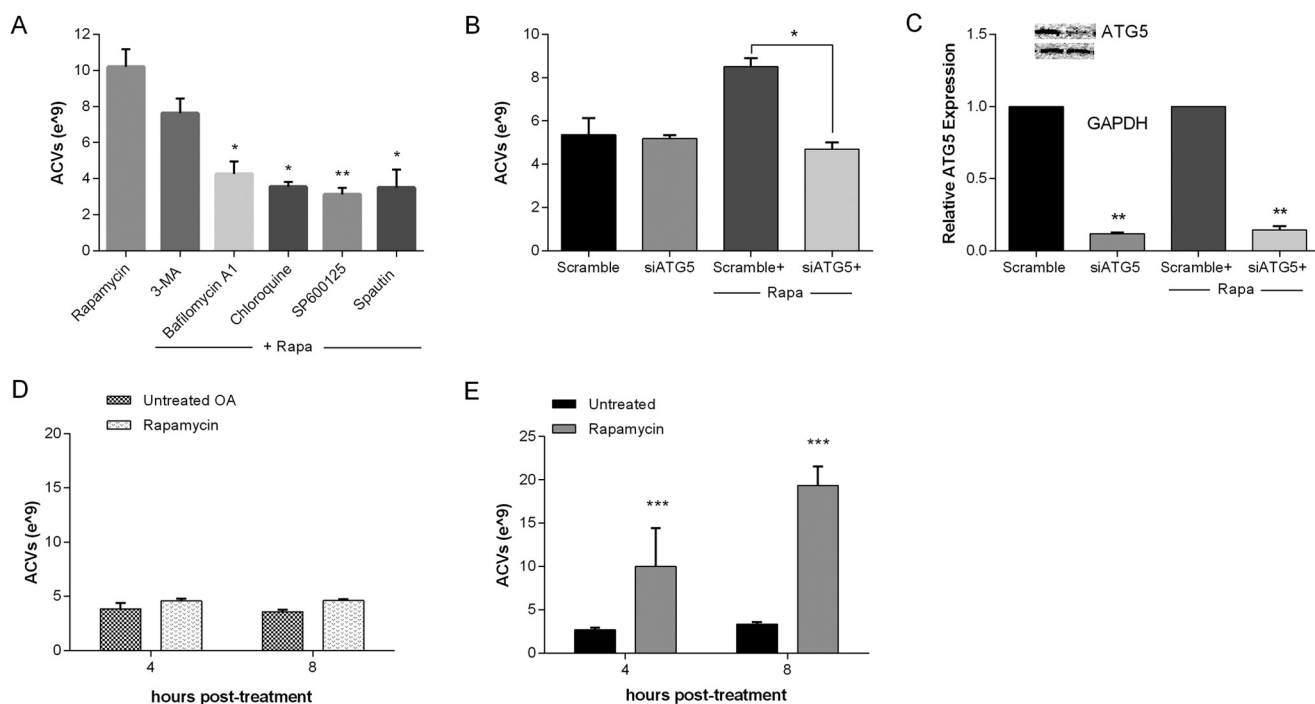 A
ACVs (e^9)
12
10
8
6
4
2
0
*
*
**
*
Rapamycin
3-MA
Bafilomycin A1
Chloroquine
SP600125
Spautin
+ Rapa
B
ACVs (e^9)
10
8
6
4
2
0
*
Scramble
siATG5
Scramble+
siATG5+
Rapa
C
ATG5
GAPDH
Relative ATG5 Expression
1.5
1.0
0.5
0.0
**
**
Scramble
siATG5
Scramble+
siATG5+
Rapa
D
Untreated OA
Rapamycin
ACVs (e^9)
20
15
10
5
0
4
8
hours post-treatment
E
Untreated
Rapamycin
ACVs (e^9)
25
20
15
10
5
0
***
***
4
8
hours post-treatment